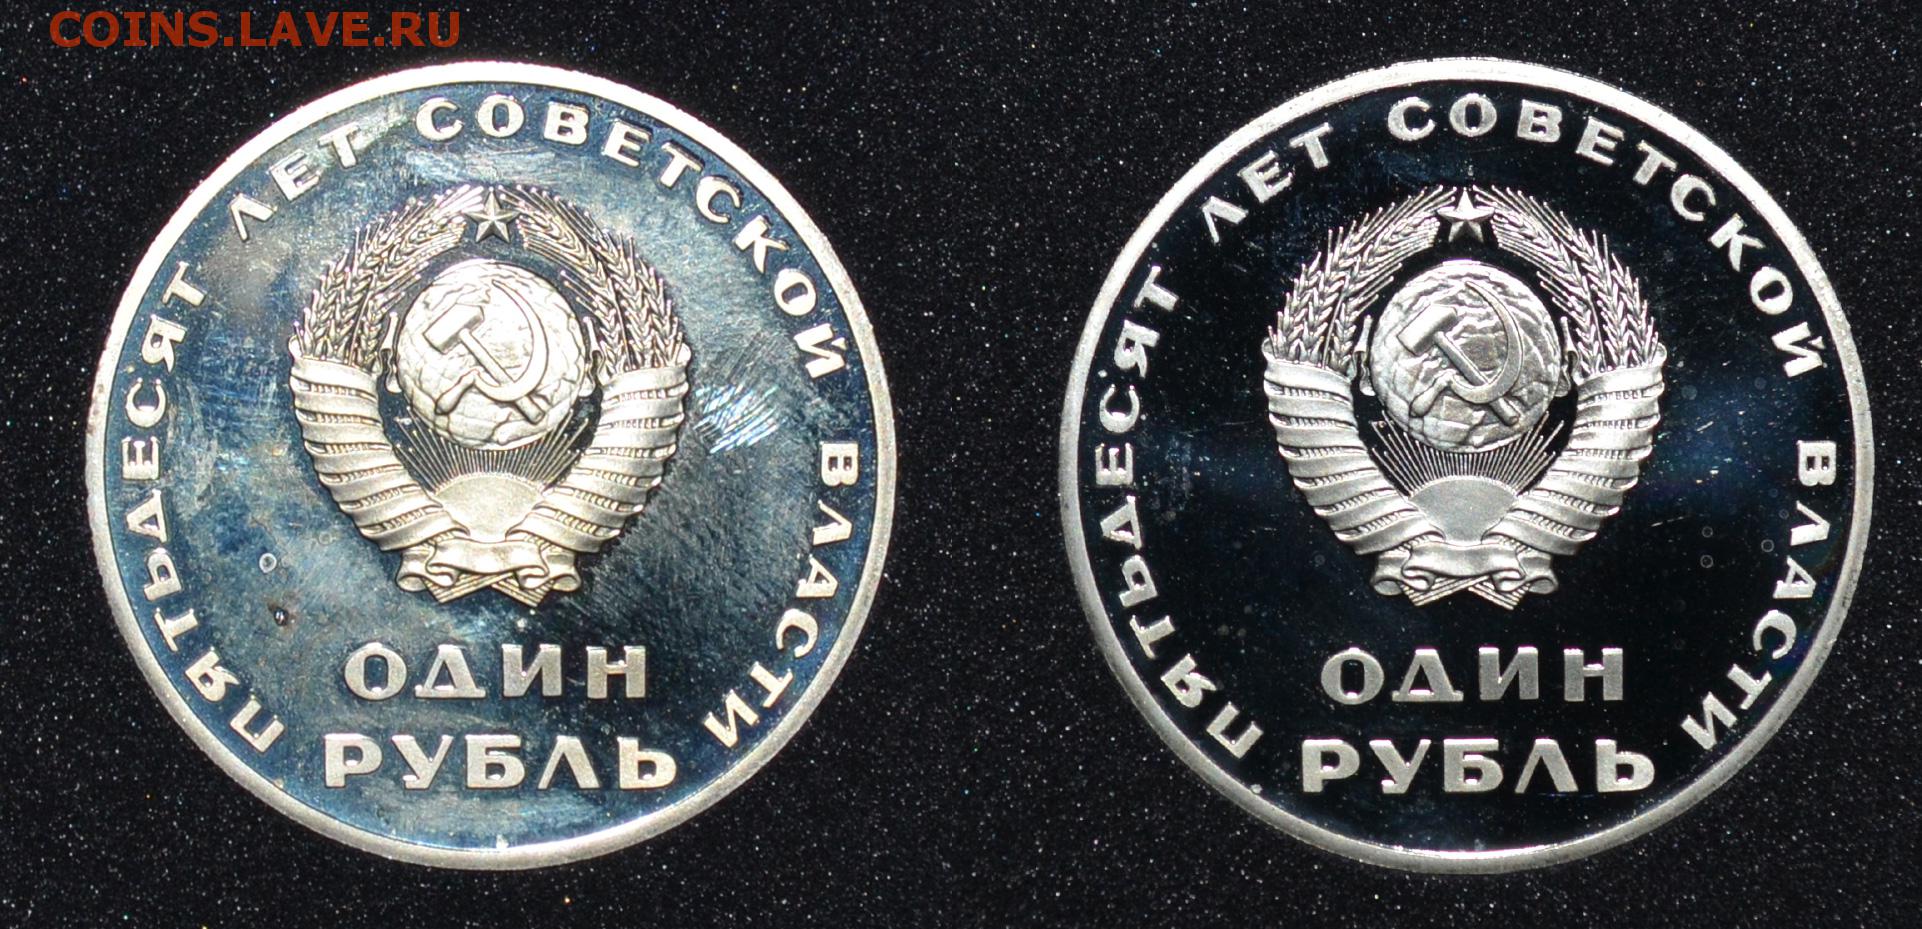 COINS.LAVE.RU
ПЯТЬДЕСЯТ ЛЕТ СОВЕТСКОЙ ВЛАСТИ
ОДИН
РУБЛЬ
ПЯТЬДЕСЯТ ЛЕТ СОВЕТСКОЙ ВЛАСТИ
ОДИН
РУБЛЬ